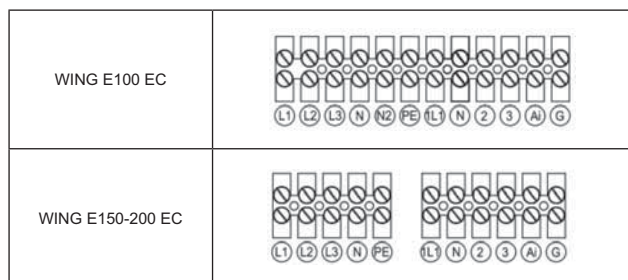 WING E100 EC
L1 L2 L3 N N2 PE 1L1 N 2 3 Ai G
WING E150-200 EC
L1 L2 L3 N PE 1L1 N 2 3 Ai G